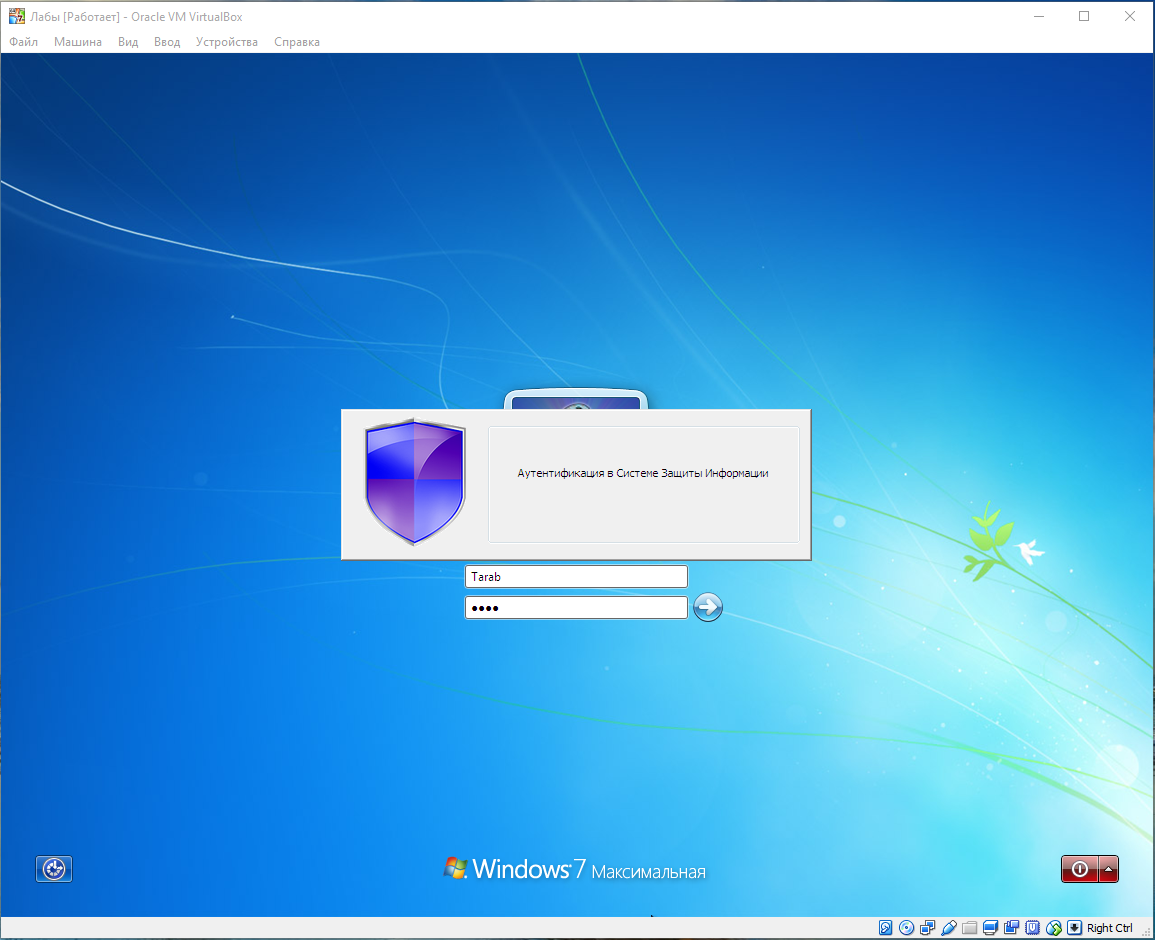 Лабы [Работает] - Oracle VM VirtualBox
Файл Машина Вид Ввод Устройства Справка
Аутентификация в Системе Защиты Информации
Tarab
Windows 7 Максимальная
Right Ctrl